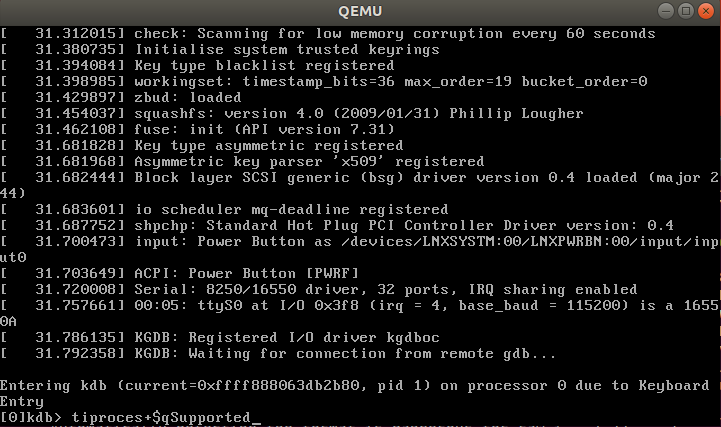 QEMU
[   31.312015] check: Scanning for low memory corruption every 60 seconds
[   31.380735] Initialise system trusted keyrings
[   31.394084] Key type blacklist registered
[   31.398985] workingset: timestamp_bits=36 max_order=19 bucket_order=0
[   31.429897] zbud: loaded
[   31.454037] squashfs: version 4.0 (2009/01/31) Phillip Lougher
[   31.462108] fuse: init (API version 7.31)
[   31.681828] Key type asymmetric registered
[   31.681968] Asymmetric key parser 'x509' registered
[   31.682444] Block layer SCSI generic (bsg) driver version 0.4 loaded (major 2
44)
[   31.683601] io scheduler mq-deadline registered
[   31.687752] shpchp: Standard Hot Plug PCI Controller Driver version: 0.4
[   31.700473] input: Power Button as /devices/LNXSYSTM:00/LNXPWRBN:00/input/inp
ut0
[   31.703649] ACPI: Power Button [PWRF]
[   31.720008] Serial: 8250/16550 driver, 32 ports, IRQ sharing enabled
[   31.757661] 00:05: ttyS0 at I/O 0x3f8 (irq = 4, base_baud = 115200) is a 1655
0A
[   31.786135] KGDB: Registered I/O driver kgdboc
[   31.792358] KGDB: Waiting for connection from remote gdb...
Entering kdb (current=0xffff888063db2b80, pid 1) on processor 0 due to Keyboard
Entry
[0]kdb> tiproces+$qSupported_